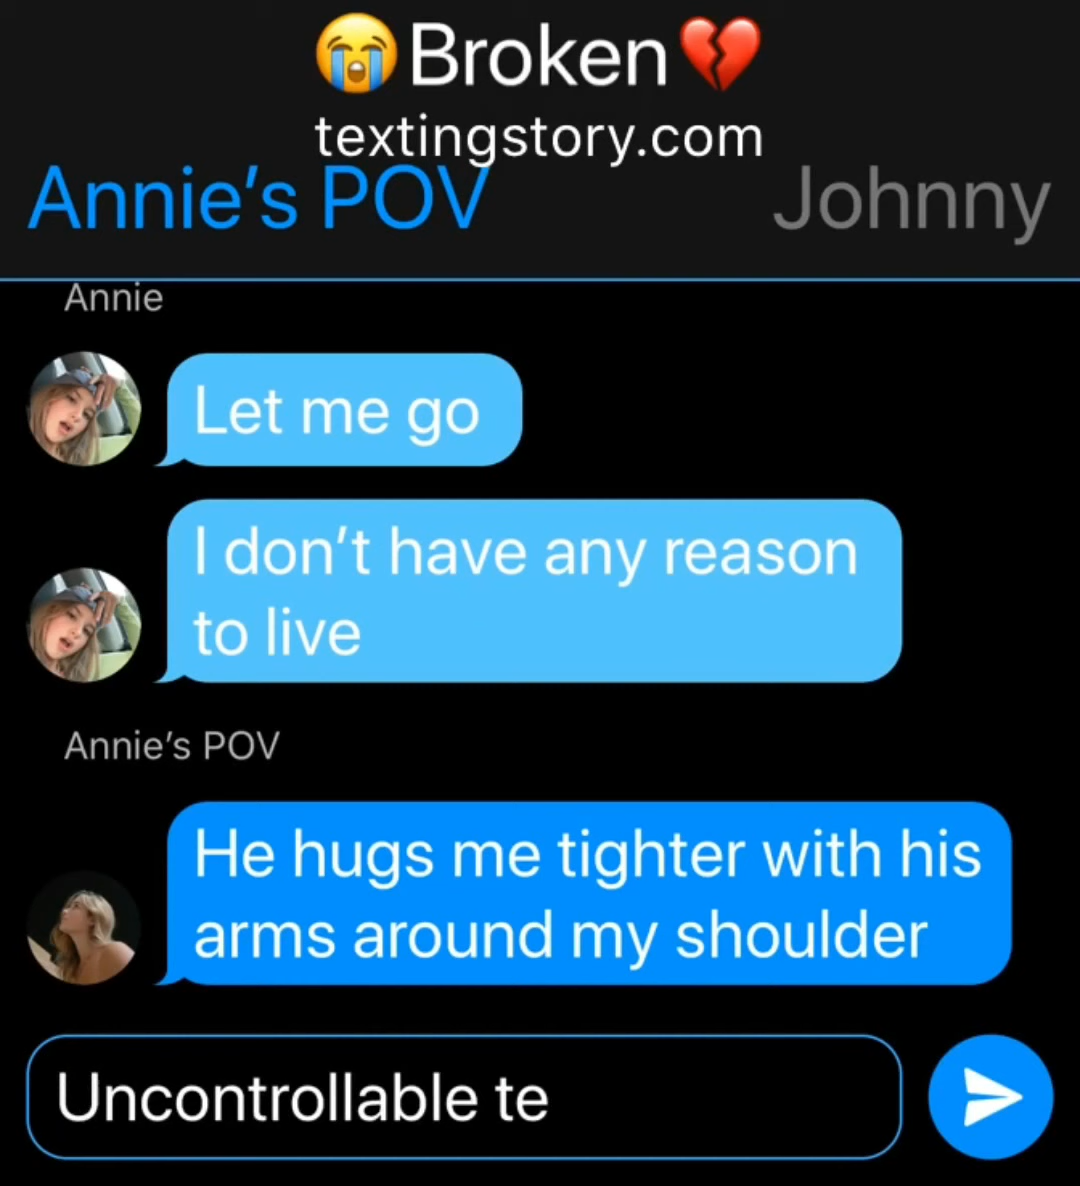 😭Broken💔
textingstory.com
Annie’s POV
Johnny
Annie
Let me go
I don’t have any reason
to live
Annie’s POV
He hugs me tighter with his
arms around my shoulder
Uncontrollable te